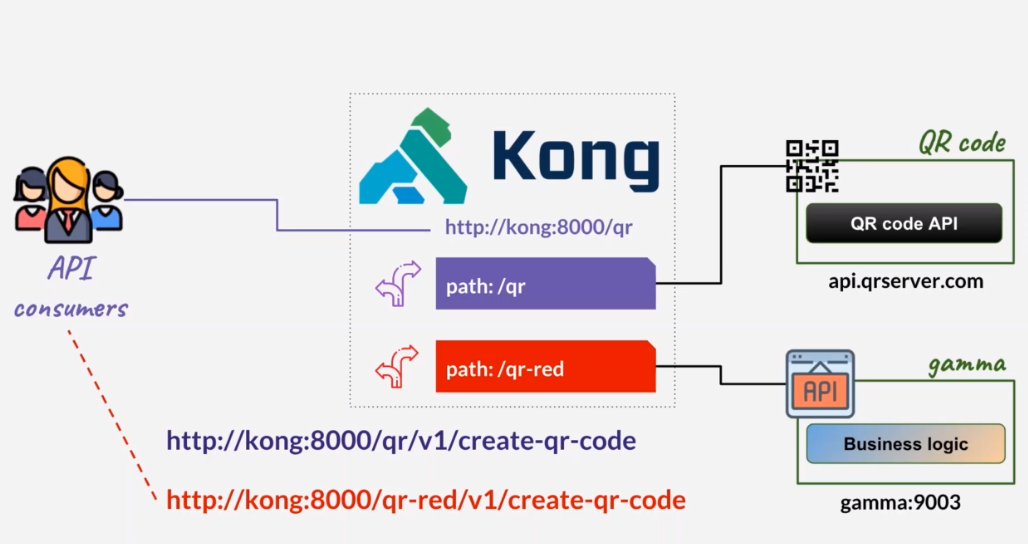 Kong
QR code
QR code API
http://kong:8000/qr
API
consumers
path: /qr
api.qrserver.com
path: /qr-red
gamma
API
http://kong:8000/qr/v1/create-qr-code
Business logic
http://kong:8000/qr-red/v1/create-qr-code
gamma:9003